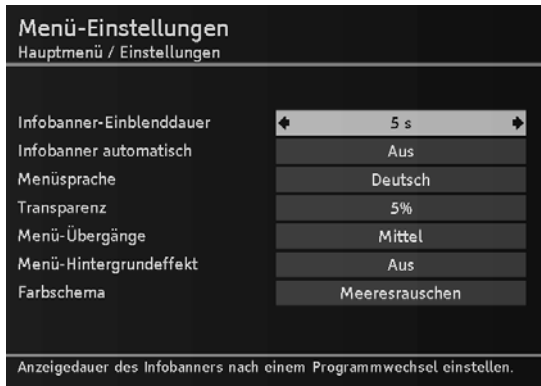 Menü-Einstellungen
Hauptmenü / Einstellungen
Infobanner-Einblenddauer 5 s
Infobanner automatisch Aus
Menüsprache Deutsch
Transparenz 5%
Menü-Übergänge Mittel
Menü-Hintergrundeffekt Aus
Farbschema Meeresrauschen
Anzeigedauer des Infobanners nach einem Programmwechsel einstellen.